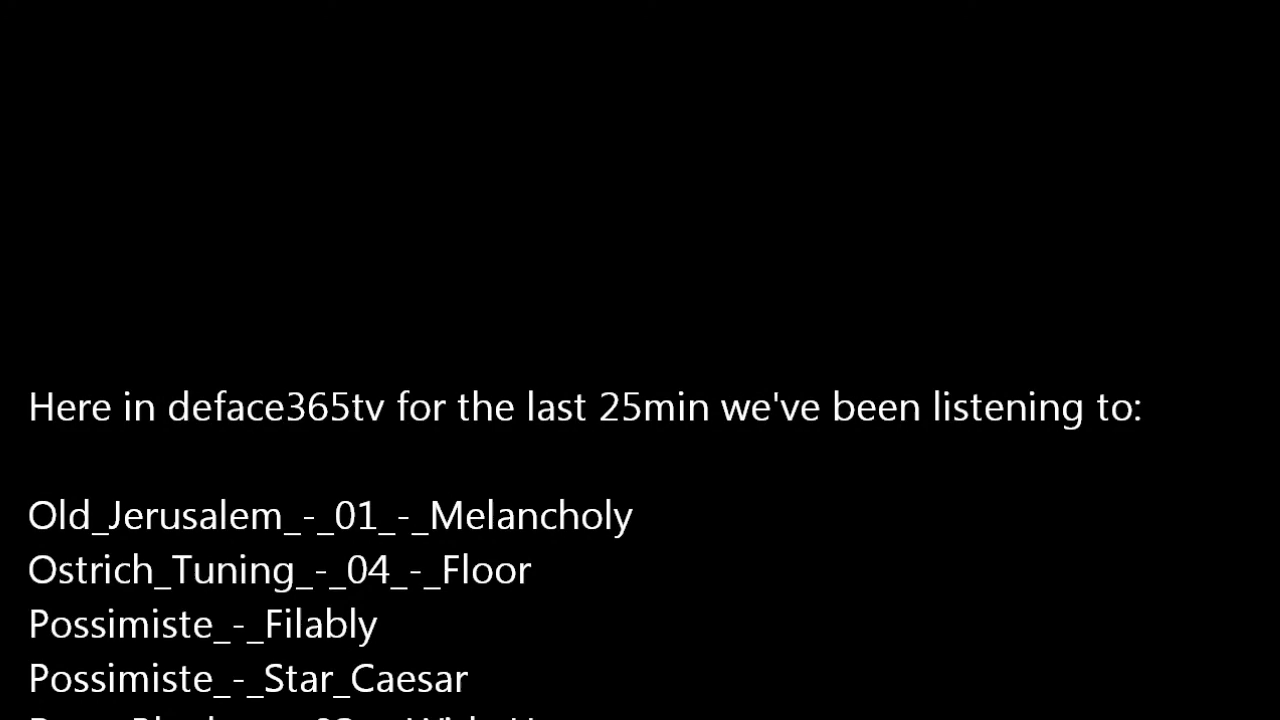 Here in deface365tv for the last 25min we've been listening to:
Old_Jerusalem_-_01_-_Melancholy
Ostrich_Tuning_-_04_-_Floor
Possimiste_-_Filably
Possimiste_-_Star_Caesar